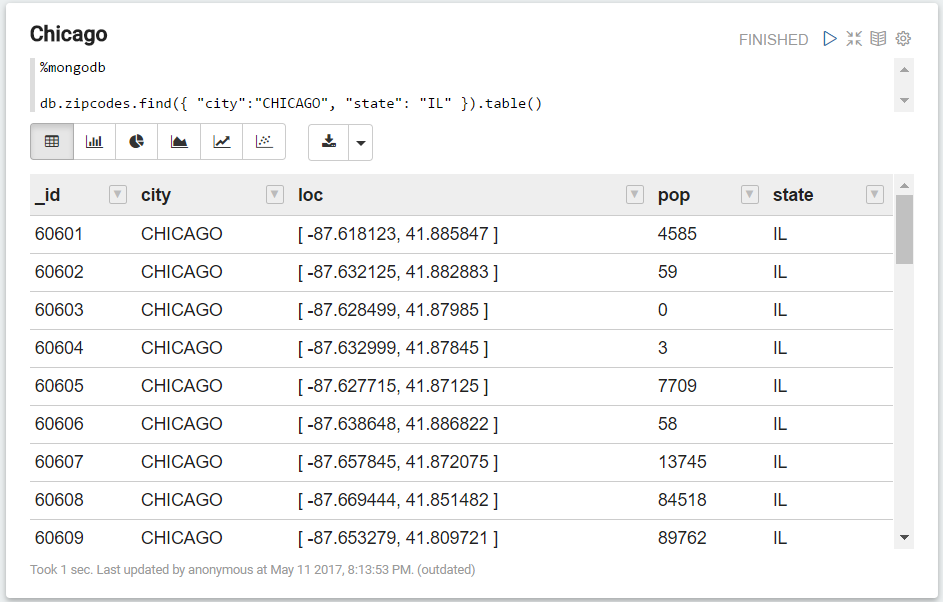 Chicago
FINISHED
%mongodb
db.zipcodes.find({ "city":"CHICAGO", "state": "IL" }).table()
_id city loc pop state
60601 CHICAGO [ -87.618123, 41.885847 ] 4585 IL
60602 CHICAGO [ -87.632125, 41.882883 ] 59 IL
60603 CHICAGO [ -87.628499, 41.87985 ] 0 IL
60604 CHICAGO [ -87.632999, 41.87845 ] 3 IL
60605 CHICAGO [ -87.627715, 41.87125 ] 7709 IL
60606 CHICAGO [ -87.638648, 41.886822 ] 58 IL
60607 CHICAGO [ -87.657845, 41.872075 ] 13745 IL
60608 CHICAGO [ -87.669444, 41.851482 ] 84518 IL
60609 CHICAGO [ -87.653279, 41.809721 ] 89762 IL
Took 1 sec. Last updated by anonymous at May 11 2017, 8:13:53 PM. (outdated)